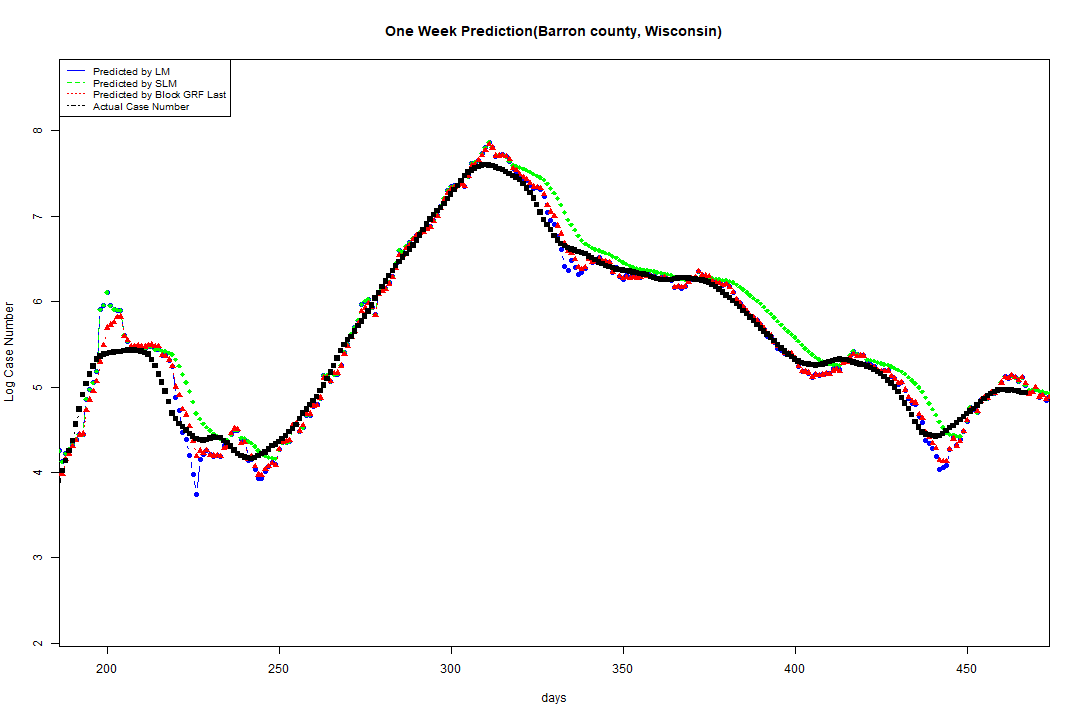 One Week Prediction(Barron county, Wisconsin)
Predicted by LM
Predicted by SLM
Predicted by Block GRF Last
Actual Case Number
8
7
6
5
4
3
2
Log Case Number
200 250 300 350 400 450
days